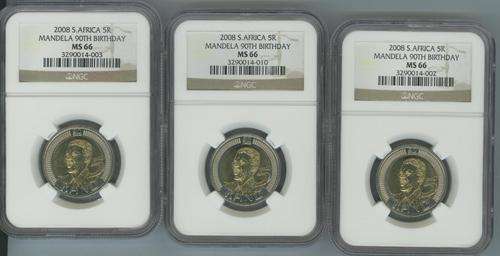 2008 S.AFRICA 5R
MANDELA 90TH BIRTHDAY
MS 66
3290014-003
NGC
2008 S.AFRICA 5R
MANDELA 90TH BIRTHDAY
MS 66
3290014-010
NGC
2008 S.AFRICA 5R
MANDELA 90TH BIRTHDAY
MS 66
3290014-002
NGC